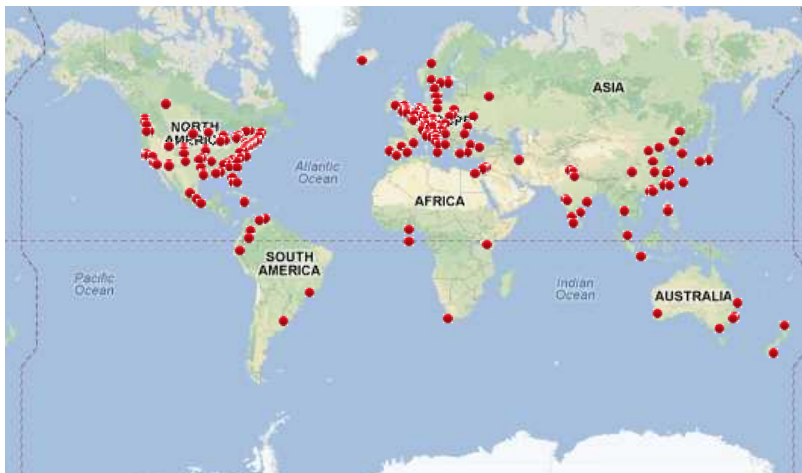 ASIA
NORTH
AMERICA
Atlantic
Ocean
AFRICA
SOUTH
AMERICA
Pacific
Ocean
Indian
Ocean
AUSTRALIA